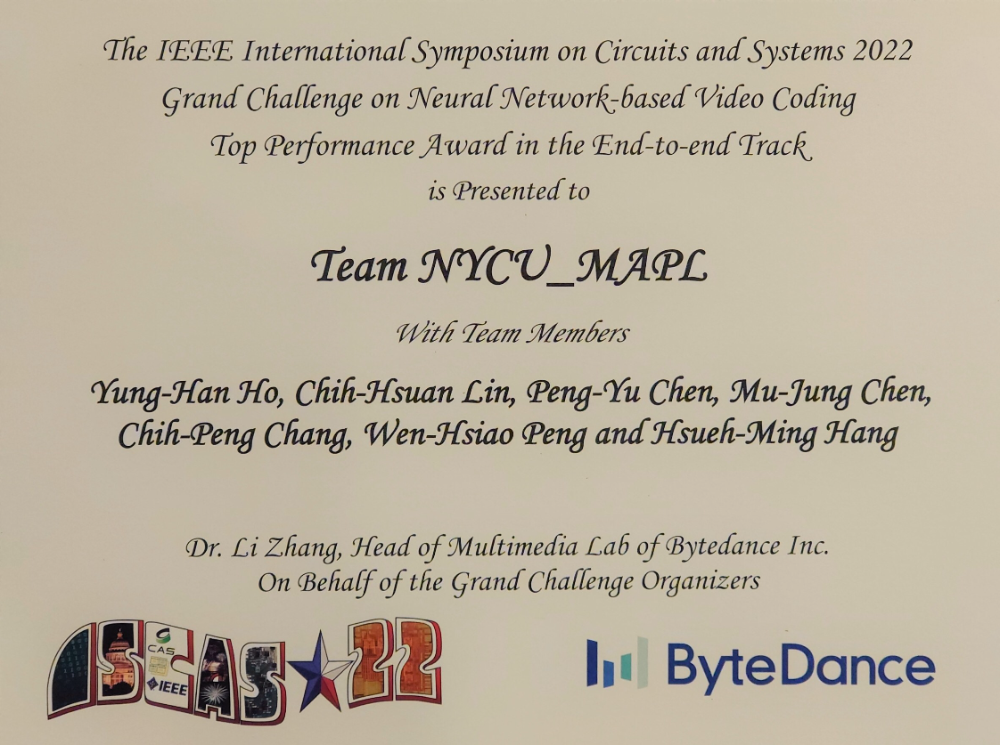 The IEEE International Symposium on Circuits and Systems 2022
Grand Challenge on Neural Network-based Video Coding
Top Performance Award in the End-to-end Track
is Presented to
Team NYCU_MAPL
With Team Members
Yung-Han Ho, Chih-Hsuan Lin, Peng-Yu Chen, Mu-Jung Chen,
Chih-Peng Chang, Wen-Hsiao Peng and Hsueh-Ming Hang
Dr. Li Zhang, Head of Multimedia Lab of Bytedance Inc.
On Behalf of the Grand Challenge Organizers
ISCAS 22
CAS
IEEE
ByteDance